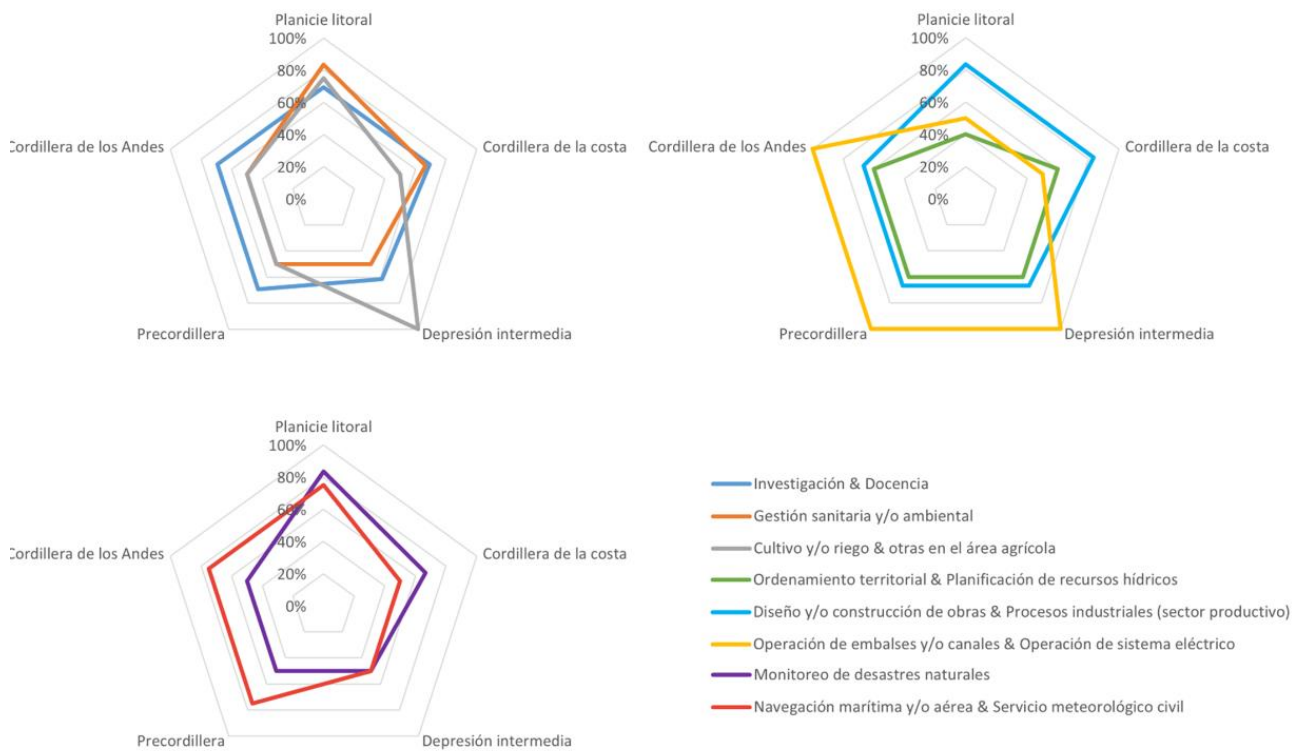 Planicie litoral
100%
80%
60%
40%
20%
0%
Cordillera de los Andes
Cordillera de la costa
Precordillera
Depresión intermedia
Planicie litoral
100%
80%
60%
40%
20%
0%
Cordillera de los Andes
Cordillera de la costa
Precordillera
Depresión intermedia
Planicie litoral
100%
80%
60%
40%
20%
0%
Cordillera de los Andes
Cordillera de la costa
Precordillera
Depresión intermedia
Investigación & Docencia
Gestión sanitaria y/o ambiental
Cultivo y/o riego & otras en el área agrícola
Ordenamiento territorial & Planificación de recursos hídricos
Diseño y/o construcción de obras & Procesos industriales (sector productivo)
Operación de embalses y/o canales & Operación de sistema eléctrico
Monitoreo de desastres naturales
Navegación marítima y/o aérea & Servicio meteorológico civil